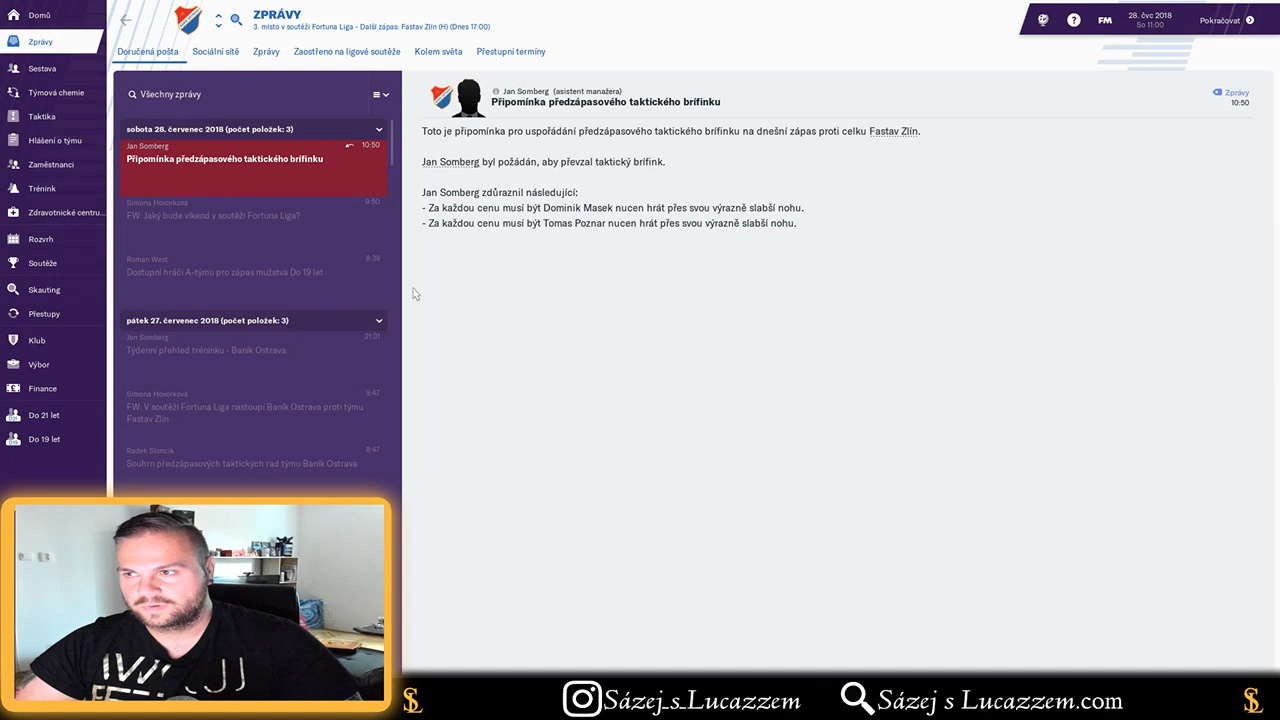 Domů
Zprávy
Sestava
Týmová chemie
Taktika
Hlášení o týmu
Zaměstnanci
Trénink
Zdravotnické centru...
Rozvrh
Soutěže
Skauting
Přestupy
Klub
Výbor
Finance
Do 21 let
Do 19 let
ZPRÁVY
3. místo v soutěži Fortuna Liga - Další zápas: Fastav Zlín (H) (Dnes 17:00)
FM
28. čvc 2018
So 11:00
Pokračovat
Doručená pošta
Sociální sítě
Zprávy
Zaostřeno na ligové soutěže
Kolem světa
Přestupní termíny
Všechny zprávy
sobota 28. červenec 2018 (počet položek: 3)
Jan Somberg 10:50
Připomínka předzápasového taktického brífinku
Simona Hovorková 9:50
FW: Jaký bude víkend v soutěži Fortuna Liga?
Roman West 8:39
Dostupní hráči A-týmu pro zápas mužstva Do 19 let
pátek 27. červenec 2018 (počet položek: 3)
Jan Somberg 21:31
Týdenní přehled tréninku - Baník Ostrava
Simona Hovorková 8:47
FW: V soutěži Fortuna Liga nastoupí Baník Ostrava proti týmu
Fastav Zlín
Radek Slončík 8:47
Souhrn předzápasových taktických rad týmu Baník Ostrava
Jan Somberg (asistent manažera)
Připomínka předzápasového taktického brífinku
Zprávy
10:50
Toto je připomínka pro uspořádání předzápasového taktického brífinku na dnešní zápas proti celku Fastav Zlín.
Jan Somberg byl požádán, aby převzal taktický brífink.
Jan Somberg zdůraznil následující:
- Za každou cenu musí být Dominik Masek nucen hrát přes svou výrazně slabší nohu.
- Za každou cenu musí být Tomas Poznar nucen hrát přes svou výrazně slabší nohu.
Sázej_s_Lucazzem
Sázej s Lucazzem.com